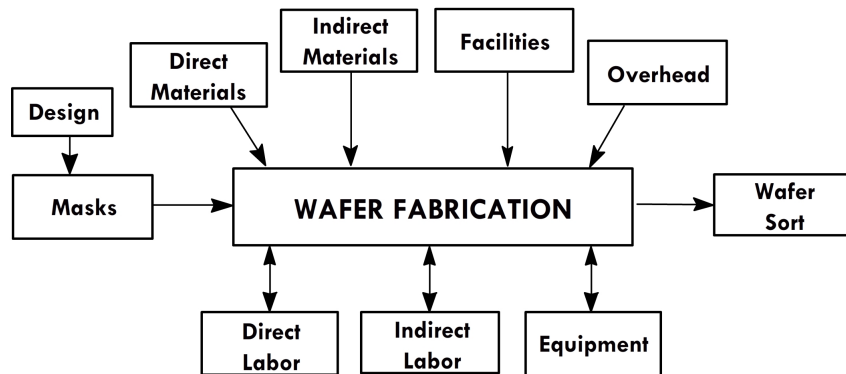 Indirect
Materials
Facilities
Direct
Materials
Overhead
Design
Masks
WAFER FABRICATION
Wafer
Sort
Direct
Labor
Indirect
Labor
Equipment